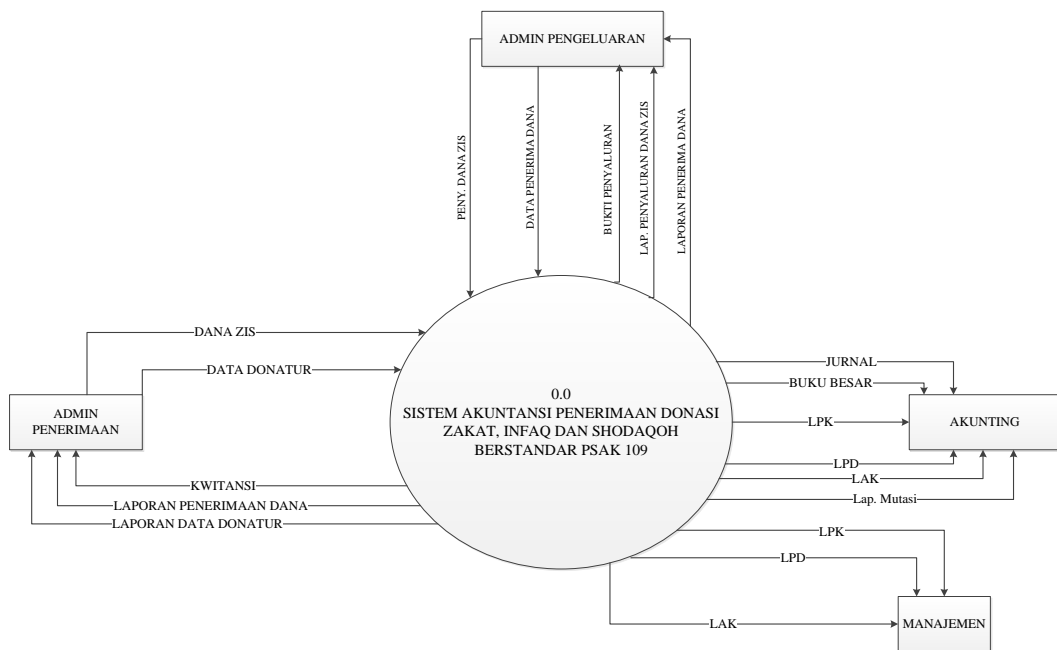 ADMIN PENGELUARAN
PENY. DANA ZIS
DATA PENERIMA DANA
BUKTI PENYALURAN
LAP. PENYALURAN DANA ZIS
LAPORAN PENERIMA DANA
DANA ZIS
DATA DONATUR
ADMIN
PENERIMAAN
KWITANSI
LAPORAN PENERIMAAN DANA
LAPORAN DATA DONATUR
0.0
SISTEM AKUNTANSI PENERIMAAN DONASI
ZAKAT, INFAQ DAN SHODAQOH
BERSTANDAR PSAK 109
JURNAL
BUKU BESAR
LPK
AKUNTING
LPD
LAK
Lap. Mutasi
LPK
LPD
LAK
MANAJEMEN